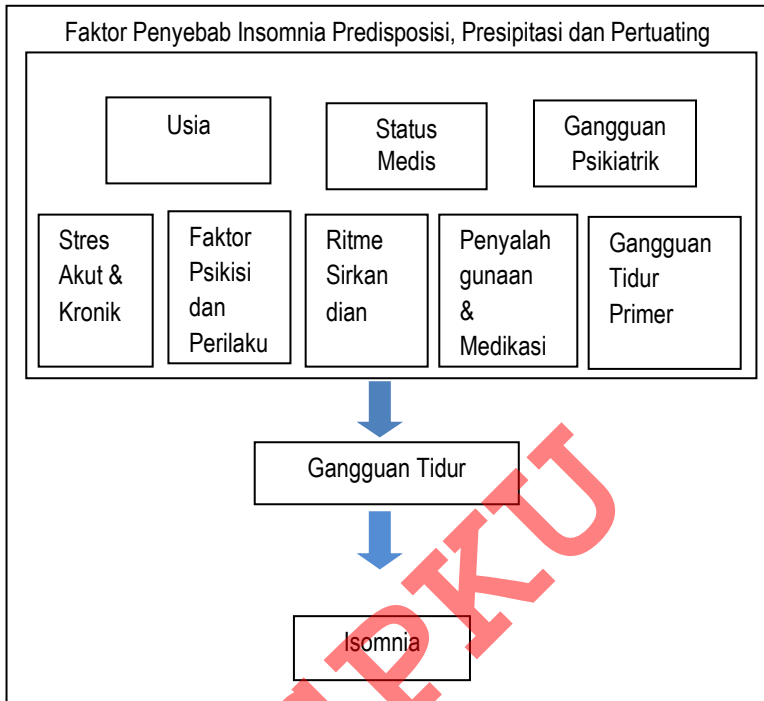 Faktor Penyebab Insomnia Predisposisi, Presipitasi dan Pertuating
Usia
Status
Medis
Gangguan
Psikiatrik
Stres
Akut &
Kronik
Faktor
Psikisi
dan
Perilaku
Ritme
Sirkan
dian
Penyalah
gunaan
&
Medikasi
Gangguan
Tidur
Primer
Gangguan Tidur
Isomnia
PKU